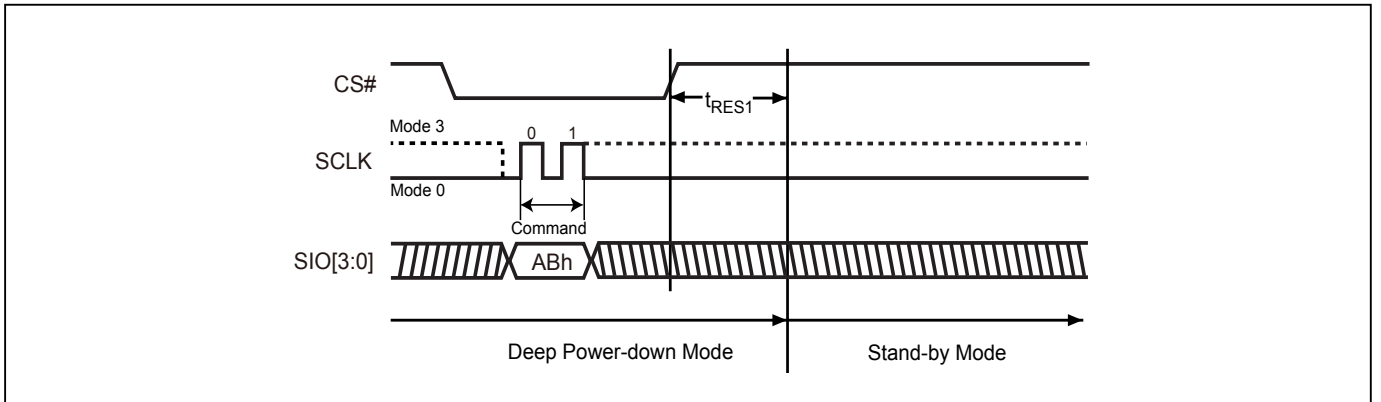 CS#
tRES1
Mode 3
0 1
SCLK
Mode 0
Command
SIO[3:0]
ABh
Deep Power-down Mode
Stand-by Mode